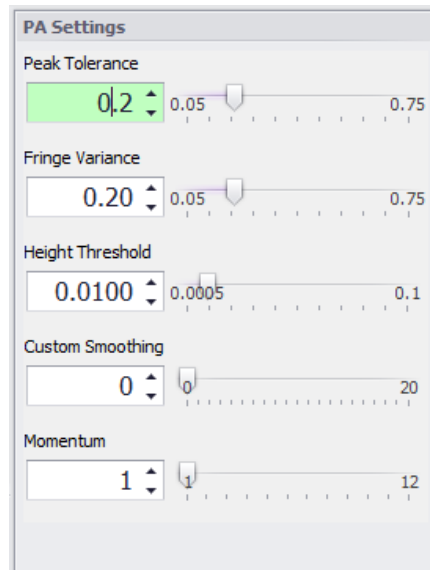 PA Settings
Peak Tolerance
0.2 0.05 0.75
Fringe Variance
0.20 0.05 0.75
Height Threshold
0.0100 0.0005 0.1
Custom Smoothing
0 0 20
Momentum
1 1 12